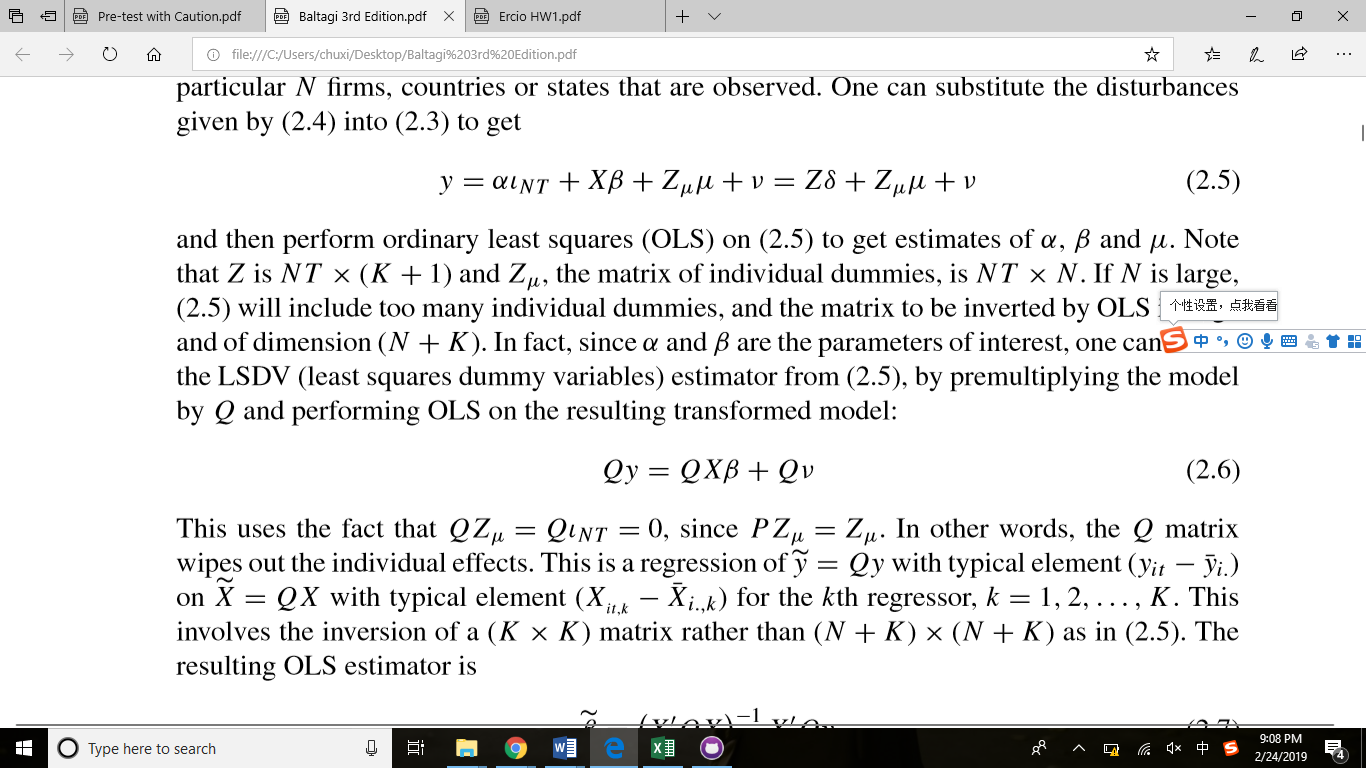 Pre-test with Caution.pdf
Baltagi 3rd Edition.pdf
Ercio HW1.pdf
file:///C:/Users/chuxi/Desktop/Baltagi%203rd%20Edition.pdf
particular N firms, countries or states that are observed. One can substitute the disturbances
given by (2.4) into (2.3) to get
y = αι_NT + Xβ + Z_μμ + ν = Zδ + Z_μμ + ν (2.5)
and then perform ordinary least squares (OLS) on (2.5) to get estimates of α, β and μ. Note
that Z is NT × (K + 1) and Z_μ, the matrix of individual dummies, is NT × N. If N is large,
(2.5) will include too many individual dummies, and the matrix to be inverted by OLS
个性设置，点我看看
and of dimension (N + K). In fact, since α and β are the parameters of interest, one can
中
the LSDV (least squares dummy variables) estimator from (2.5), by premultiplying the model
by Q and performing OLS on the resulting transformed model:
Qy = QXβ + Qν (2.6)
This uses the fact that QZ_μ = Qι_NT = 0, since PZ_μ = Z_μ. In other words, the Q matrix
wipes out the individual effects. This is a regression of ỹ = Qy with typical element (y_it − ȳ_i.)
on X̃ = QX with typical element (X_it,k − X̄_i.,k) for the kth regressor, k = 1, 2, . . . , K. This
involves the inversion of a (K × K) matrix rather than (N + K) × (N + K) as in (2.5). The
resulting OLS estimator is
Type here to search
中
9:08 PM
2/24/2019
4